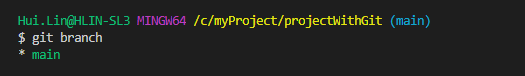 Hui.Lin@HLIN-SL3 MINGW64 /c/myProject/projectWithGit (main)
$ git branch
* main